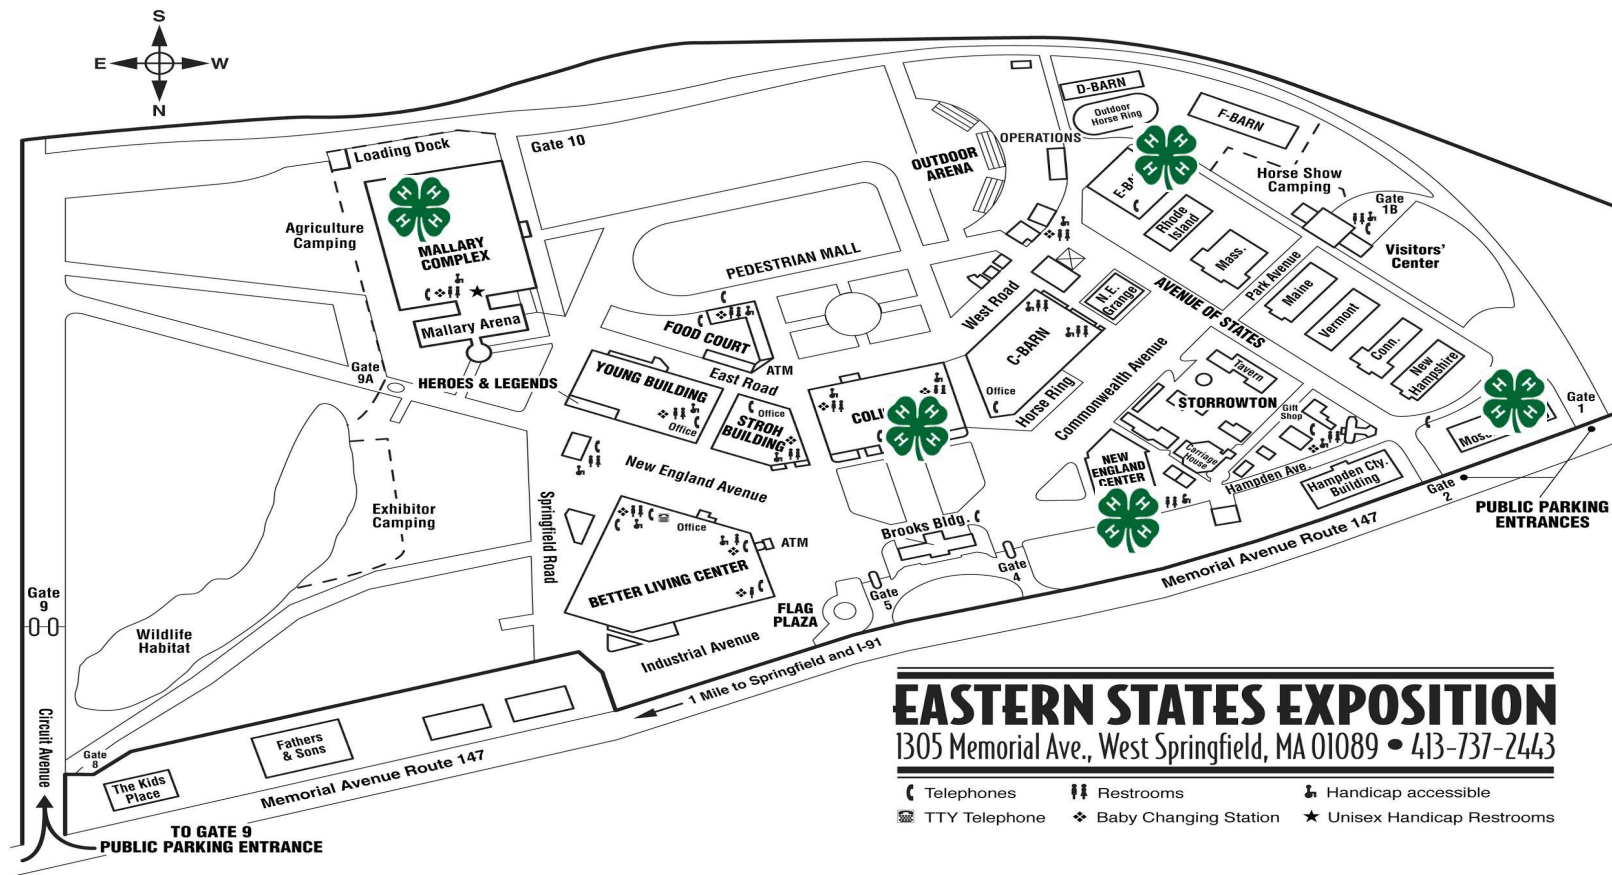 S
E
W
N
Loading Dock
Gate 10
Agriculture
Camping
MALLARY
COMPLEX
Mallary Arena
HEROES & LEGENDS
Gate
9A
PEDESTRIAN MALL
FOOD COURT
ATM
East Road
YOUNG BUILDING
Office
Office
STROH
BUILDING
New England Avenue
Springfield Road
Exhibitor
Camping
Wildlife
Habitat
Gate
9
Circuit Avenue
Gate
8
Office
ATM
BETTER LIVING CENTER
Industrial Avenue
FLAG
PLAZA
Brooks Bldg.
Gate
5
Gate
4
OUTDOOR
ARENA
OPERATIONS
D-BARN
Outdoor
Horse Ring
F-BARN
Horse Show
Camping
Gate
1B
Visitors'
Center
Rhode
Island
Mass.
Park Avenue
Maine
Vermont
Conn.
New
Hampshire
AVENUE OF STATES
N.E.
Grange
West Road
C-BARN
Office
Horse Ring
Commonwealth Avenue
Tavern
STORROWTON
Gift
Shop
Carriage
House
NEW
ENGLAND
CENTER
Hampden Ave.
Hampden Cty.
Building
Gate
1
Gate
2
PUBLIC PARKING
ENTRANCES
H H H H
H H H H
H H H H
H H H H
H H H H
Memorial Avenue Route 147
1 Mile to Springfield and I-91
Fathers
& Sons
The Kids
Place
Memorial Avenue Route 147
TO GATE 9
PUBLIC PARKING ENTRANCE
EASTERN STATES EXPOSITION
1305 Memorial Ave., West Springfield, MA 01089 • 413-737-2443
Telephones
Restrooms
Handicap accessible
TTY Telephone
Baby Changing Station
Unisex Handicap Restrooms